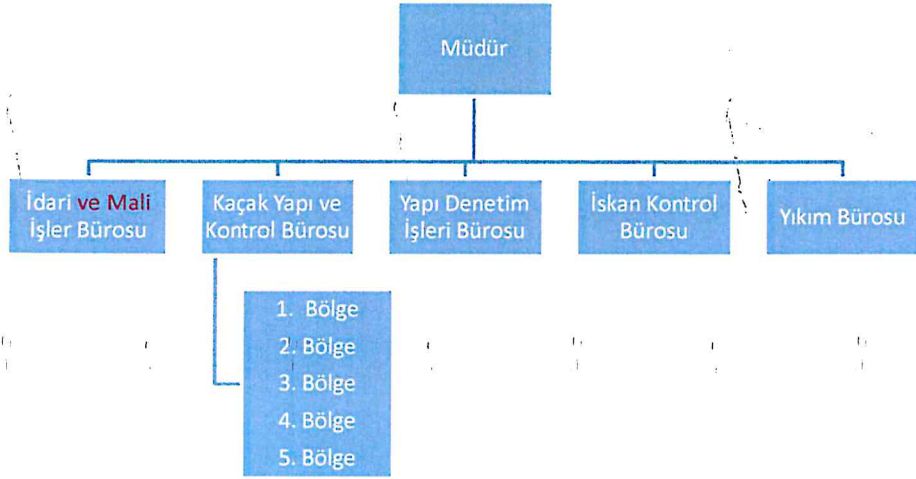 Müdür
İdari ve Mali
İşler Bürosu
Kaçak Yapı ve
Kontrol Bürosu
Yapı Denetim
İşleri Bürosu
İskan Kontrol
Bürosu
Yıkım Bürosu
1. Bölge
2. Bölge
3. Bölge
4. Bölge
5. Bölge